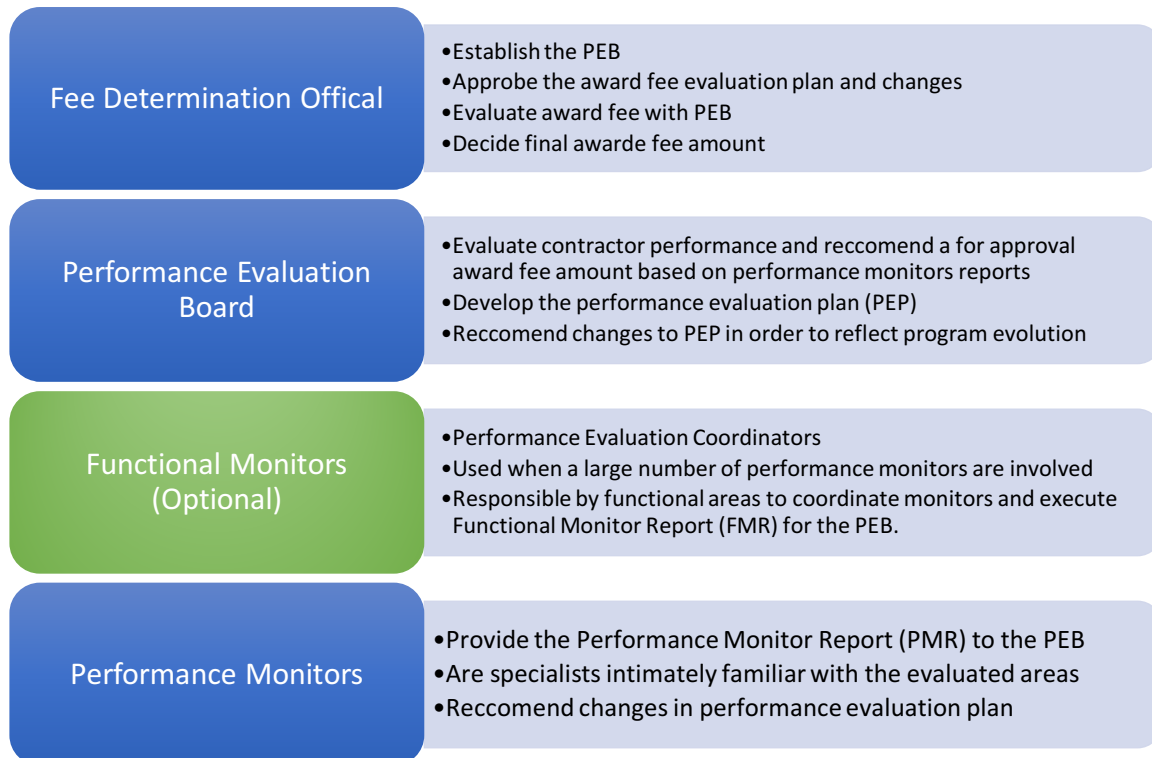 Fee Determination Offical
•Establish the PEB
•Approbe the award fee evaluation plan and changes
•Evaluate award fee with PEB
•Decide final awarde fee amount
Performance Evaluation
Board
•Evaluate contractor performance and reccomend a for approval
award fee amount based on performance monitors reports
•Develop the performance evaluation plan (PEP)
•Reccomend changes to PEP in order to reflect program evolution
Functional Monitors
(Optional)
•Performance Evaluation Coordinators
•Used when a large number of performance monitors are involved
•Responsible by functional areas to coordinate monitors and execute
Functional Monitor Report (FMR) for the PEB.
Performance Monitors
•Provide the Performance Monitor Report (PMR) to the PEB
•Are specialists intimately familiar with the evaluated areas
•Reccomend changes in performance evaluation plan